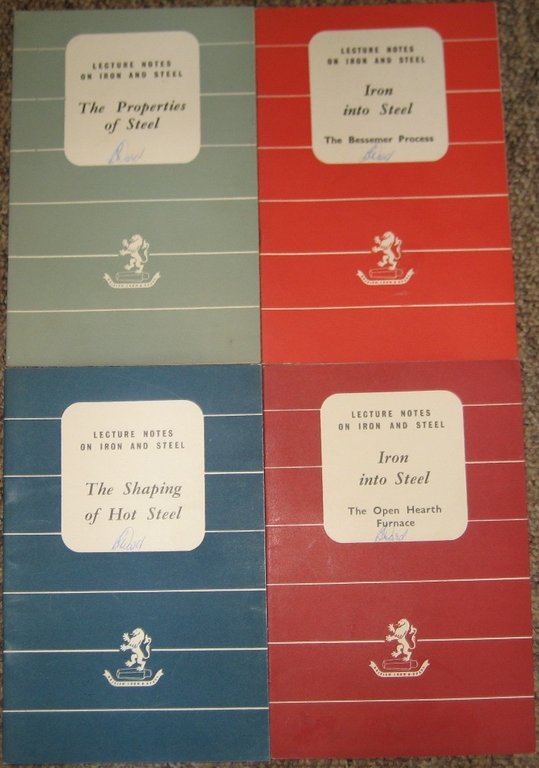 LECTURE NOTES
ON IRON AND STEEL
The Properties
of Steel
LECTURE NOTES
ON IRON AND STEEL
Iron
into Steel
The Bessemer Process
LECTURE NOTES
ON IRON AND STEEL
The Shaping
of Hot Steel
LECTURE NOTES
ON IRON AND STEEL
Iron
into Steel
The Open Hearth
Furnace